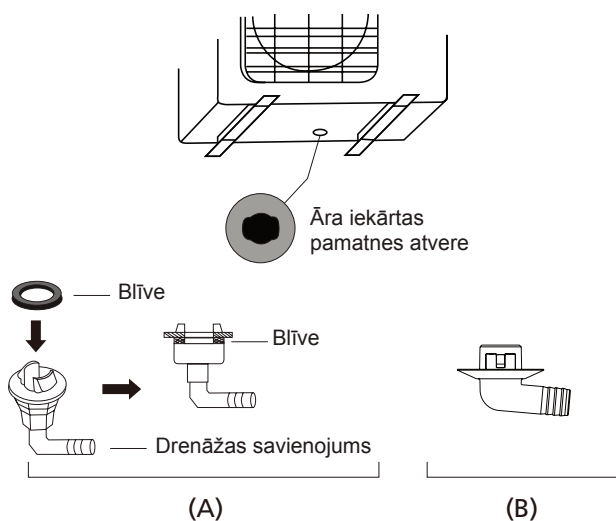 Āra iekārtas
pamatnes atvere
Blīve
Blīve
Drenāžas savienojums
(A)
(B)